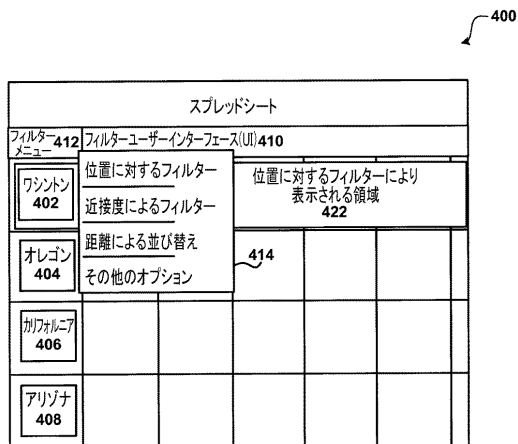 400
スプレッドシート
フィルター
メニュー 412
フィルターユーザーインターフェース(UI) 410
位置に対するフィルター
近接度によるフィルター
距離による並び替え
その他のオプション
414
位置に対するフィルターにより
表示される領域
422
ワシントン
402
オレゴン
404
カリフォルニア
406
アリゾナ
408